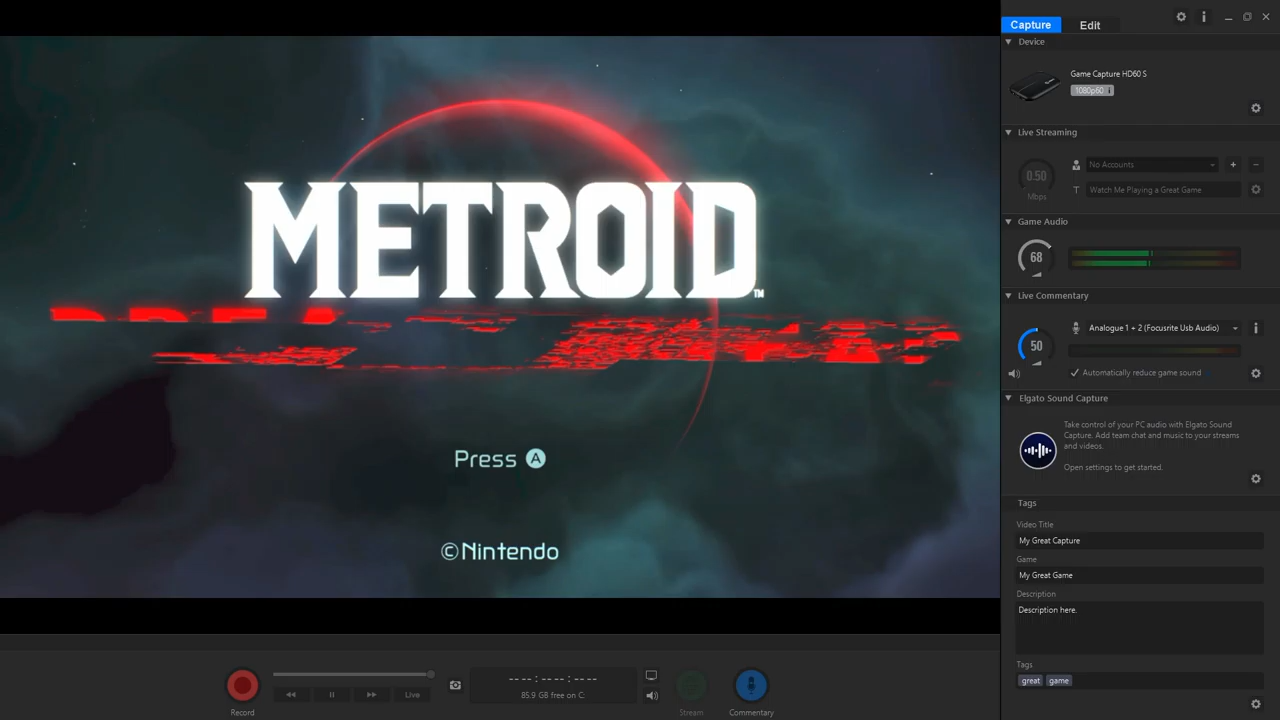 METROID™
Press A
©Nintendo
Capture
Edit
Device
Game Capture HD60 S
1080p60
Live Streaming
0.50
Mbps
No Accounts
T
Watch Me Playing a Great Game
Game Audio
68
Live Commentary
50
Analogue 1 + 2 (Focusrite Usb Audio)
Automatically reduce game sound
Elgato Sound Capture
Take control of your PC audio with Elgato Sound
Capture. Add team chat and music to your streams
and videos.
Open settings to get started.
Tags
Video Title
My Great Capture
Game
My Great Game
Description
Description here.
Tags
great game
Record
Live
-- -- : -- -- : -- --
85.9 GB free on C:
Stream
Commentary